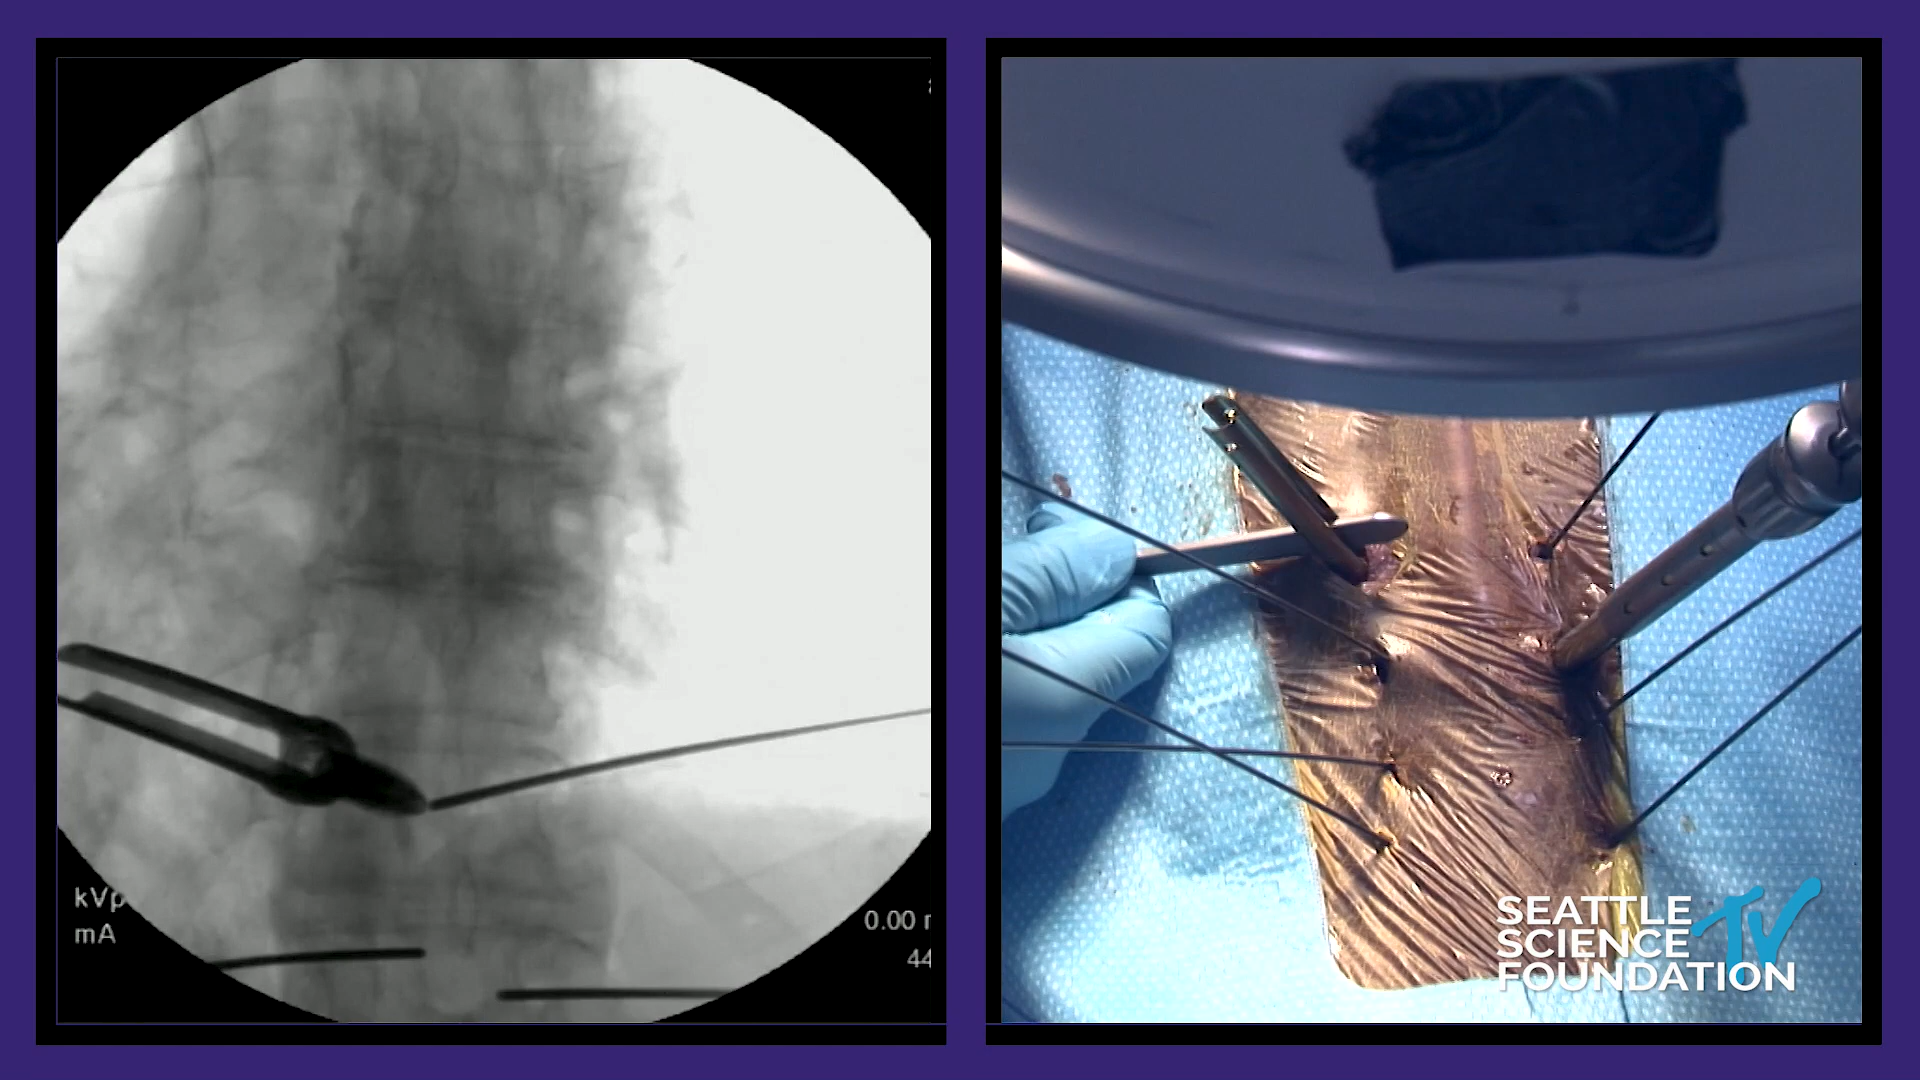 kVp
mA
0.00
44
SEATTLE
SCIENCE
FOUNDATION
TV